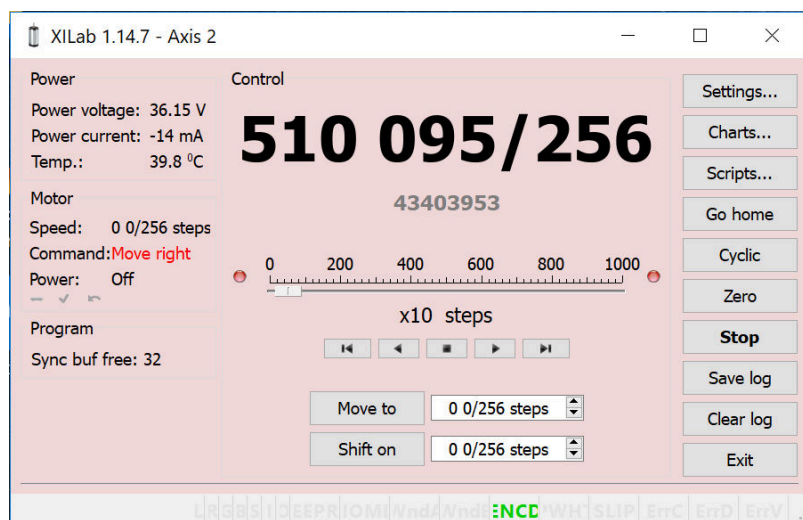 XILab 1.14.7 - Axis 2
Power
Power voltage: 36.15 V
Power current: -14 mA
Temp.: 39.8 ⁰C
Motor
Speed: 0 0/256 steps
Command: Move right
Power: Off
Program
Sync buf free: 32
Control
510 095/256
43403953
0 200 400 600 800 1000
x10 steps
Move to 0 0/256 steps
Shift on 0 0/256 steps
Settings...
Charts...
Scripts...
Go home
Cyclic
Zero
Stop
Save log
Clear log
Exit
L R G B S I EEPR ENCD SLIP ErrC ErrD ErrV